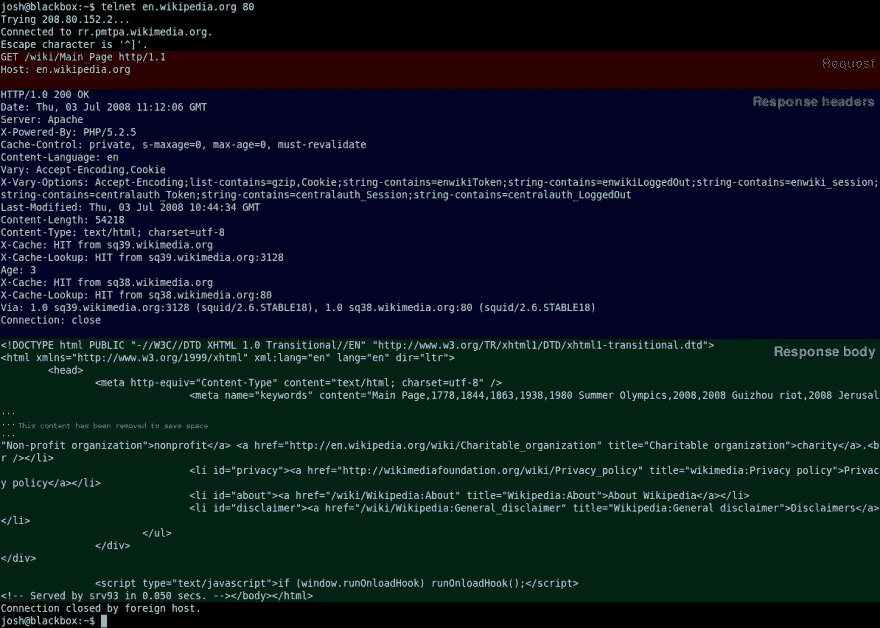 josh@blackbox:~$ telnet en.wikipedia.org 80
Trying 208.80.152.2...
Connected to rr.pmtpa.wikimedia.org.
Escape character is '^]'.
GET /wiki/Main_Page http/1.1
Request
Host: en.wikipedia.org
HTTP/1.0 200 OK
Response headers
Date: Thu, 03 Jul 2008 11:12:06 GMT
Server: Apache
X-Powered-By: PHP/5.2.5
Cache-Control: private, s-maxage=0, max-age=0, must-revalidate
Content-Language: en
Vary: Accept-Encoding,Cookie
X-Vary-Options: Accept-Encoding;list-contains=gzip,Cookie;string-contains=enwikiToken;string-contains=enwikiLoggedOut;string-contains=enwiki_session;
string-contains=centralauth_Token;string-contains=centralauth_Session;string-contains=centralauth_LoggedOut
Last-Modified: Thu, 03 Jul 2008 10:44:34 GMT
Content-Length: 54218
Content-Type: text/html; charset=utf-8
X-Cache: HIT from sq39.wikimedia.org
X-Cache-Lookup: HIT from sq39.wikimedia.org:3128
Age: 3
X-Cache: HIT from sq38.wikimedia.org
X-Cache-Lookup: HIT from sq38.wikimedia.org:80
Via: 1.0 sq39.wikimedia.org:3128 (squid/2.6.STABLE18), 1.0 sq38.wikimedia.org:80 (squid/2.6.STABLE18)
Connection: close
<!DOCTYPE html PUBLIC "-//W3C//DTD XHTML 1.0 Transitional//EN" "http://www.w3.org/TR/xhtml1/DTD/xhtml1-transitional.dtd">
Response body
<html xmlns="http://www.w3.org/1999/xhtml" xml:lang="en" lang="en" dir="ltr">
<head>
<meta http-equiv="Content-Type" content="text/html; charset=utf-8" />
<meta name="keywords" content="Main Page,1778,1844,1863,1938,1980 Summer Olympics,2008,2008 Guizhou riot,2008 Jerusal
...
... This content has been removed to save space
...
"Non-profit organization">nonprofit</a> <a href="http://en.wikipedia.org/wiki/Charitable_organization" title="Charitable organization">charity</a>.<b
r /></li>
<li id="privacy"><a href="http://wikimediafoundation.org/wiki/Privacy_policy" title="wikimedia:Privacy policy">Privac
y policy</a></li>
<li id="about"><a href="/wiki/Wikipedia:About" title="Wikipedia:About">About Wikipedia</a></li>
<li id="disclaimer"><a href="/wiki/Wikipedia:General_disclaimer" title="Wikipedia:General disclaimer">Disclaimers</a>
</li>
</ul>
</div>
</div>
<script type="text/javascript">if (window.runOnloadHook) runOnloadHook();</script>
<!-- Served by srv93 in 0.050 secs. --></body></html>
Connection closed by foreign host.
josh@blackbox:~$